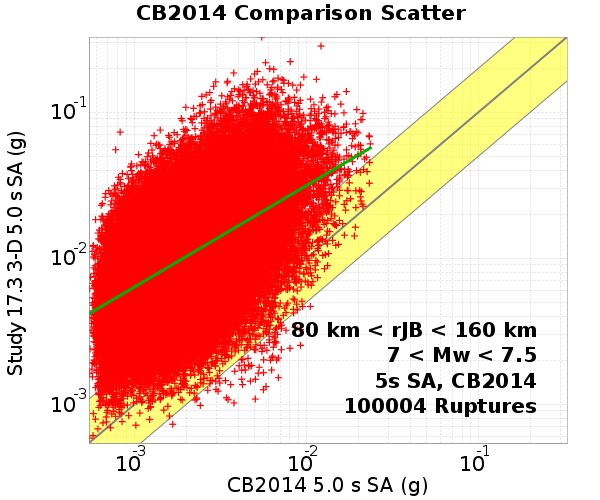 CB2014 Comparison Scatter
Study 17.3 3-D 5.0 s SA (g)
10-1
10-2
10-3
80 km < rJB < 160 km
7 < Mw < 7.5
5s SA, CB2014
100004 Ruptures
10-3 10-2 10-1
CB2014 5.0 s SA (g)